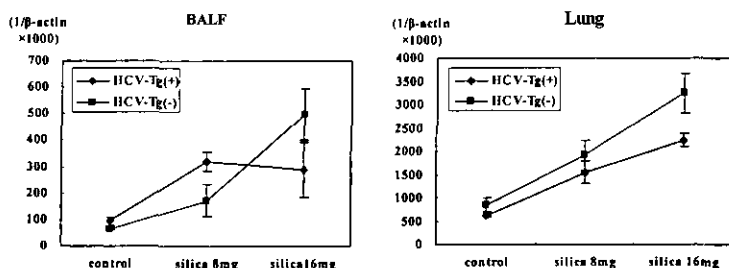 (1/β-actin
×1000)
BALF
700
600
500
400
300
200
100
0
HCV-Tg(+)
HCV-Tg(-)
control
silica 8mg
silica16mg
(1/β-actin
×1000)
Lung
4000
3500
3000
2500
2000
1500
1000
500
0
HCV-Tg(+)
HCV-Tg(-)
control
silica 8mg
silica 16mg